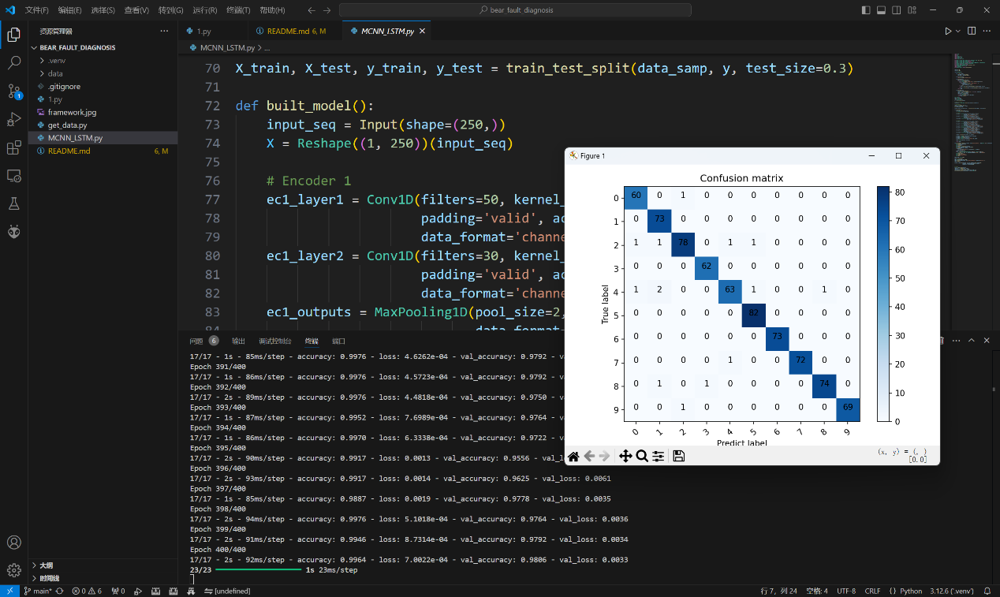 文件(F) 编辑(E) 选择(S) 查看(V) 转到(G) 运行(R) 终端(T) 帮助(H) bear_fault_diagnosis
资源管理器
BEAR_FAULT_DIAGNOSIS
.venv
data
.gitignore
1.py
framework.jpg
get_data.py
MCNN_LSTM.py
README.md 6, M
大纲
时间线
1
1.py README.md 6, M MCNN_LSTM.py
MCNN_LSTM.py > ...
70 X_train, X_test, y_train, y_test = train_test_split(data_samp, y, test_size=0.3)
71
72 def built_model():
73 input_seq = Input(shape=(250,))
74 X = Reshape((1, 250))(input_seq)
75
76 # Encoder 1
77 ec1_layer1 = Conv1D(filters=50, kernel_
78 padding='valid', ac
79 data_format='channe
80 ec1_layer2 = Conv1D(filters=30, kernel_
81 padding='valid', ac
82 data_format='channe
83 ec1_outputs = MaxPooling1D(pool_size=2,
84 data_format=
问题 6 输出 调试控制台 终端 端口
17/17 - 1s - 85ms/step - accuracy: 0.9976 - loss: 4.6262e-04 - val_accuracy: 0.9792 - va
Epoch 391/400
17/17 - 1s - 86ms/step - accuracy: 0.9976 - loss: 4.5723e-04 - val_accuracy: 0.9792 - va
Epoch 392/400
17/17 - 2s - 89ms/step - accuracy: 0.9976 - loss: 4.4818e-04 - val_accuracy: 0.9750 - va
Epoch 393/400
17/17 - 1s - 87ms/step - accuracy: 0.9952 - loss: 7.6989e-04 - val_accuracy: 0.9764 - va
Epoch 394/400
17/17 - 1s - 86ms/step - accuracy: 0.9970 - loss: 6.3338e-04 - val_accuracy: 0.9722 - va
Epoch 395/400
17/17 - 2s - 90ms/step - accuracy: 0.9917 - loss: 0.0013 - val_accuracy: 0.9556 - val_l
Epoch 396/400
17/17 - 2s - 93ms/step - accuracy: 0.9917 - loss: 0.0014 - val_accuracy: 0.9625 - val_loss: 0.0061
Epoch 397/400
17/17 - 1s - 85ms/step - accuracy: 0.9887 - loss: 0.0019 - val_accuracy: 0.9778 - val_loss: 0.0035
Epoch 398/400
17/17 - 2s - 94ms/step - accuracy: 0.9976 - loss: 5.1018e-04 - val_accuracy: 0.9764 - val_loss: 0.0036
Epoch 399/400
17/17 - 2s - 91ms/step - accuracy: 0.9946 - loss: 8.7314e-04 - val_accuracy: 0.9792 - val_loss: 0.0034
Epoch 400/400
17/17 - 2s - 92ms/step - accuracy: 0.9964 - loss: 7.0022e-04 - val_accuracy: 0.9806 - val_loss: 0.0033
23/23 1s 23ms/step
Figure 1
Confusion matrix
True label
0 60 0 1 0 0 0 0 0 0 0
1 0 73 0 0 0 0 0 0 0 0
2 1 1 78 0 1 1 0 0 0 0
3 0 0 0 62 0 0 0 0 0 0
4 1 2 0 0 63 1 0 0 1 0
5 0 0 0 0 0 82 0 0 0 0
6 0 0 0 0 0 0 73 0 0 0
7 0 0 0 0 1 0 0 72 0 0
8 0 1 0 1 0 0 0 0 74 0
9 0 0 1 0 0 0 0 0 0 69
0 1 2 3 4 5 6 7 8 9
Predict label
80
70
60
50
40
30
20
10
0
(x, y) = (, )
[0.0]
main* 0 6 0 [undefined] 行 7，列 24 空格: 4 UTF-8 CRLF {} Python 3.12.6 ('.venv')